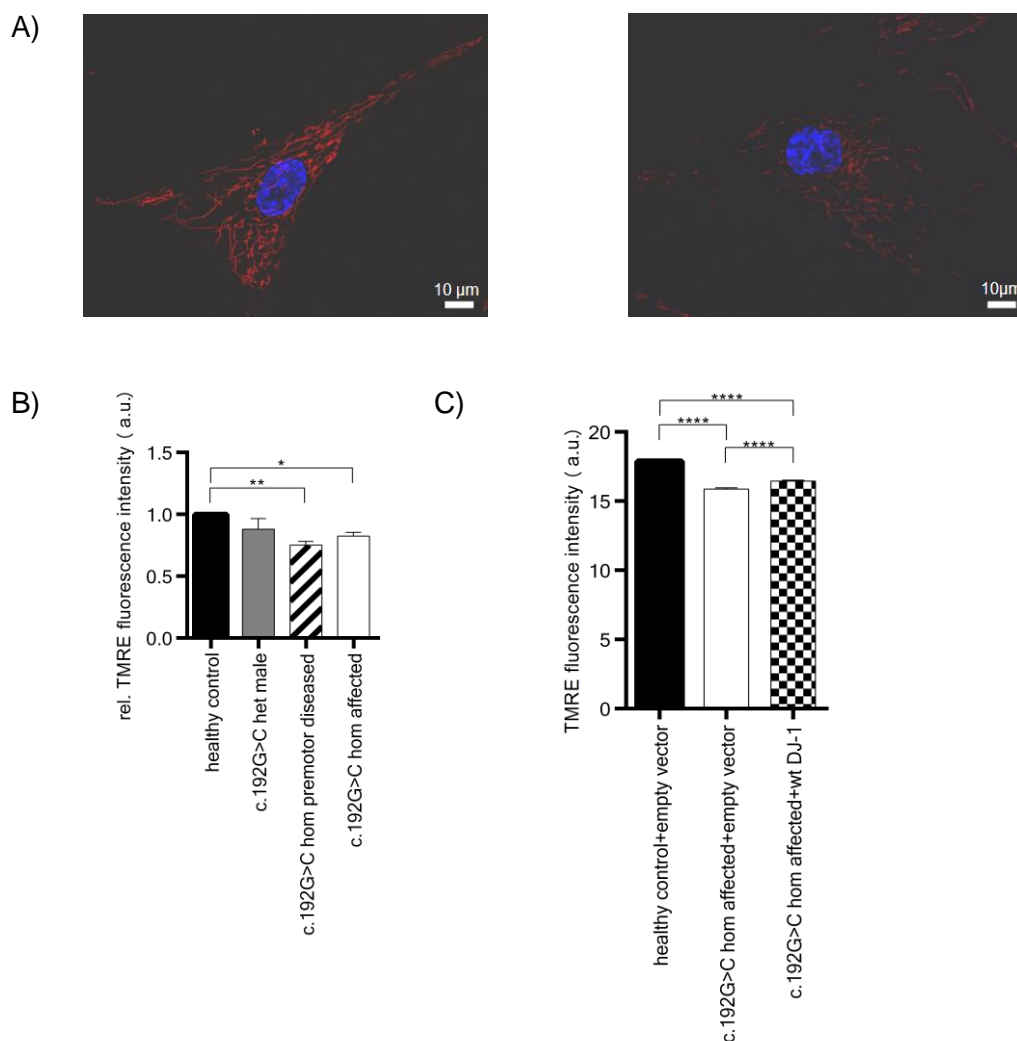 A)
10 µm
10µm
B)
rel. TMRE fluorescence intensity ( a.u.)
1.5
1.0
0.5
0.0
*
**
healthy control
c.192G>C het male
c.192G>C hom premotor diseased
c.192G>C hom affected
C)
TMRE fluorescence intensity ( a.u.)
20
15
10
5
0
****
****
****
healthy control+empty vector
c.192G>C hom affected+empty vector
c.192G>C hom affected+wt DJ-1